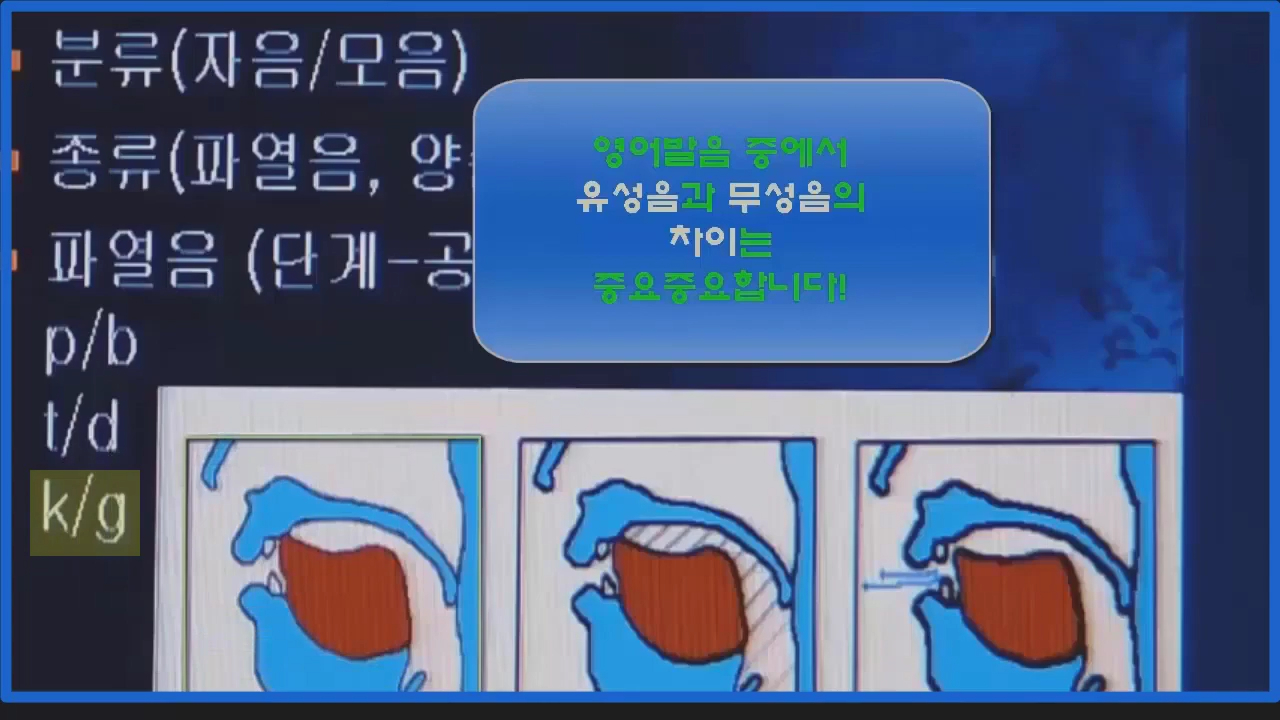 분류(자음/모음)
종류(파열음, 양
파열음 (단계-공
p/b
t/d
k/g
영어발음 중에서
유성음과 무성음의
차이는
중요중요합니다!